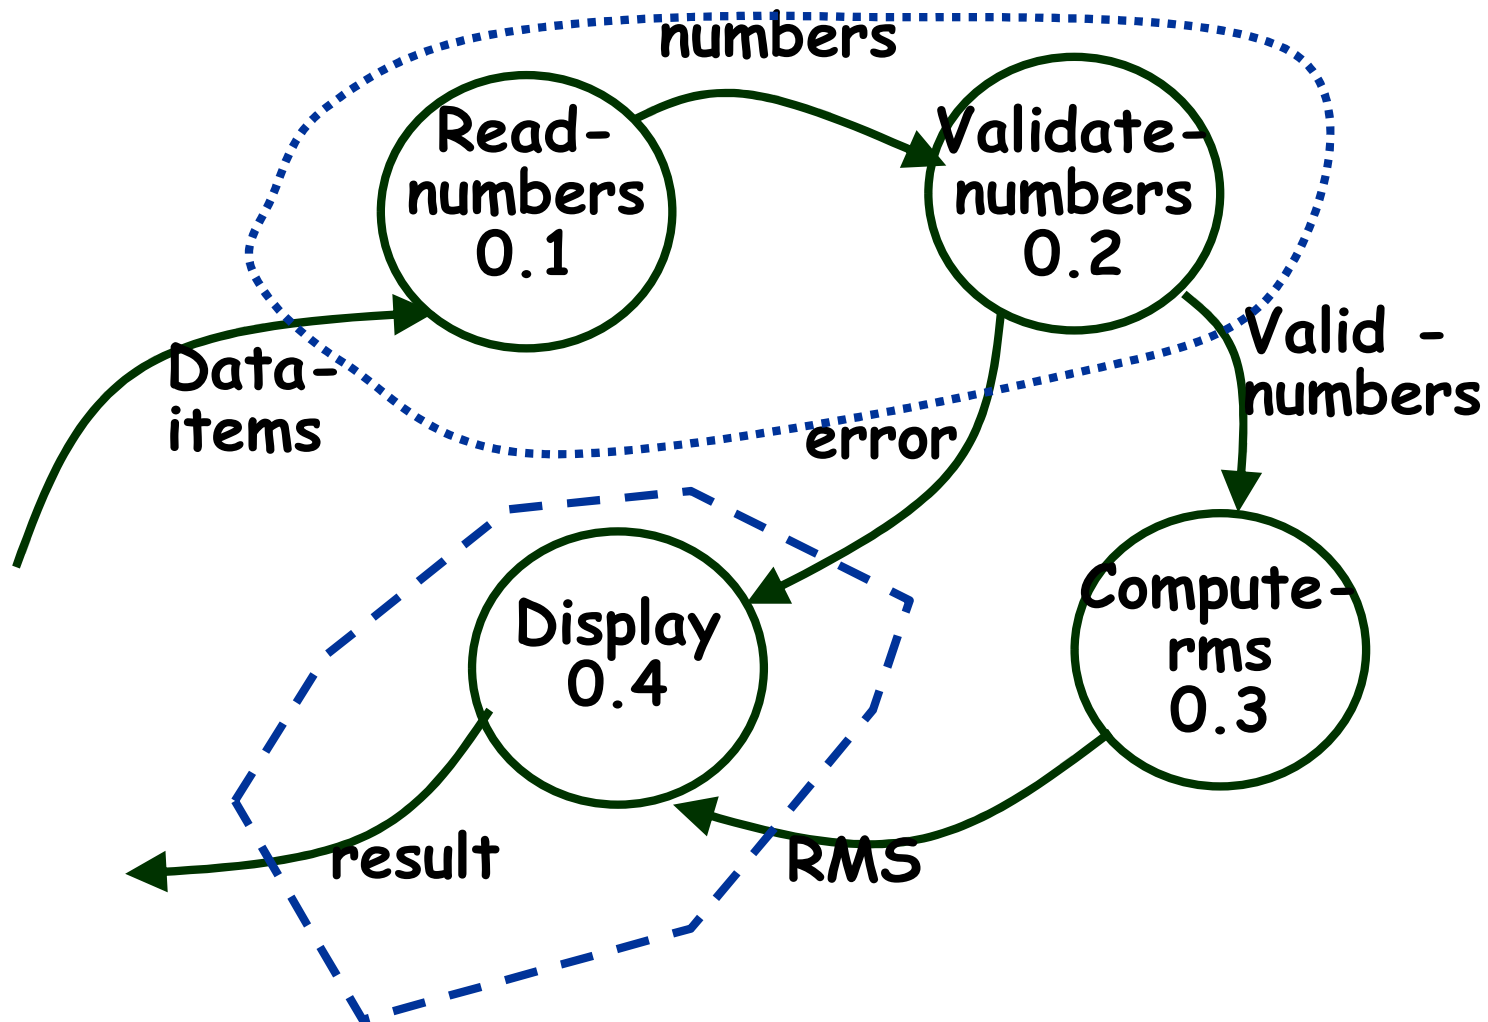 numbers
Read-
numbers
0.1
Validate-
numbers
0.2
Data-
items
Valid -
numbers
error
Display
0.4
Compute-
rms
0.3
result
RMS